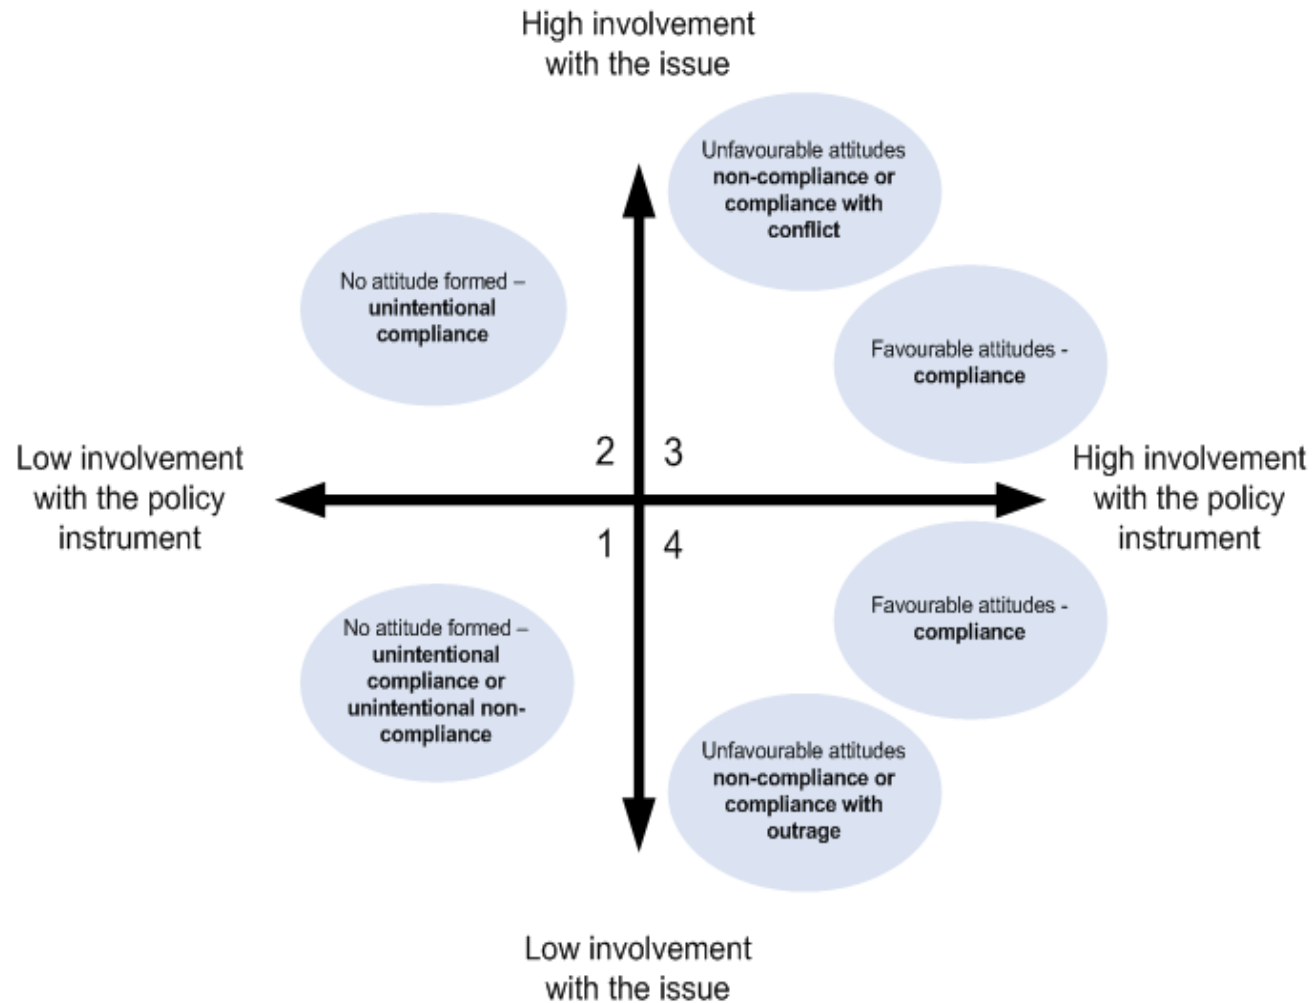 High involvement
with the issue
Unfavourable attitudes
non-compliance or
compliance with
conflict
No attitude formed –
unintentional
compliance
Favourable attitudes -
compliance
Low involvement
with the policy
instrument
2
3
High involvement
with the policy
instrument
1
4
No attitude formed –
unintentional
compliance or
unintentional non-
compliance
Favourable attitudes -
compliance
Unfavourable attitudes
non-compliance or
compliance with
outrage
Low involvement
with the issue